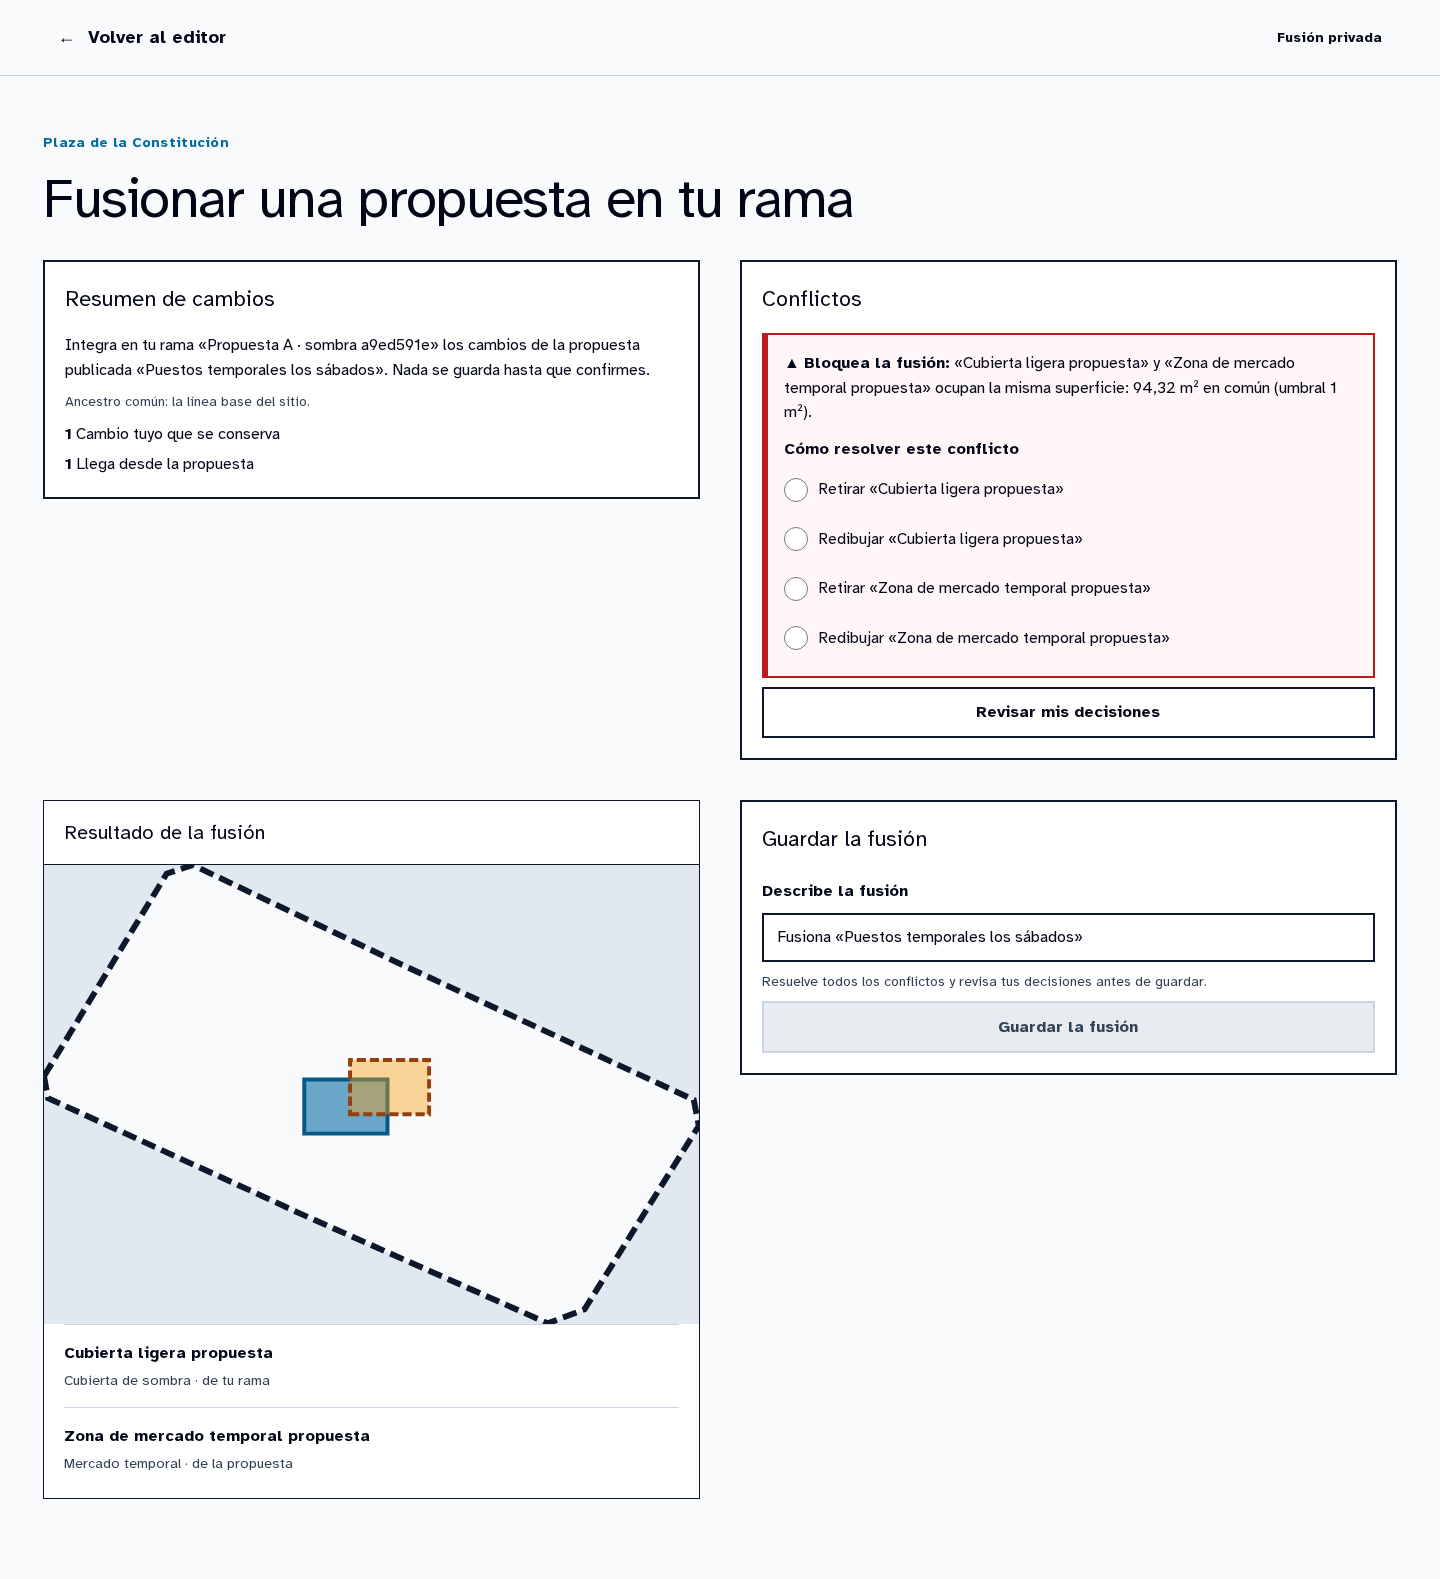 ← Volver al editor
Fusión privada
Plaza de la Constitución
Fusionar una propuesta en tu rama
Resumen de cambios
Integra en tu rama «Propuesta A · sombra a9ed591e» los cambios de la propuesta
publicada «Puestos temporales los sábados». Nada se guarda hasta que confirmes.
Ancestro común: la línea base del sitio.
1 Cambio tuyo que se conserva
1 Llega desde la propuesta
Conflictos
▲ Bloquea la fusión: «Cubierta ligera propuesta» y «Zona de mercado
temporal propuesta» ocupan la misma superficie: 94,32 m² en común (umbral 1
m²).
Cómo resolver este conflicto
Retirar «Cubierta ligera propuesta»
Redibujar «Cubierta ligera propuesta»
Retirar «Zona de mercado temporal propuesta»
Redibujar «Zona de mercado temporal propuesta»
Revisar mis decisiones
Resultado de la fusión
Cubierta ligera propuesta
Cubierta de sombra · de tu rama
Zona de mercado temporal propuesta
Mercado temporal · de la propuesta
Guardar la fusión
Describe la fusión
Fusiona «Puestos temporales los sábados»
Resuelve todos los conflictos y revisa tus decisiones antes de guardar.
Guardar la fusión